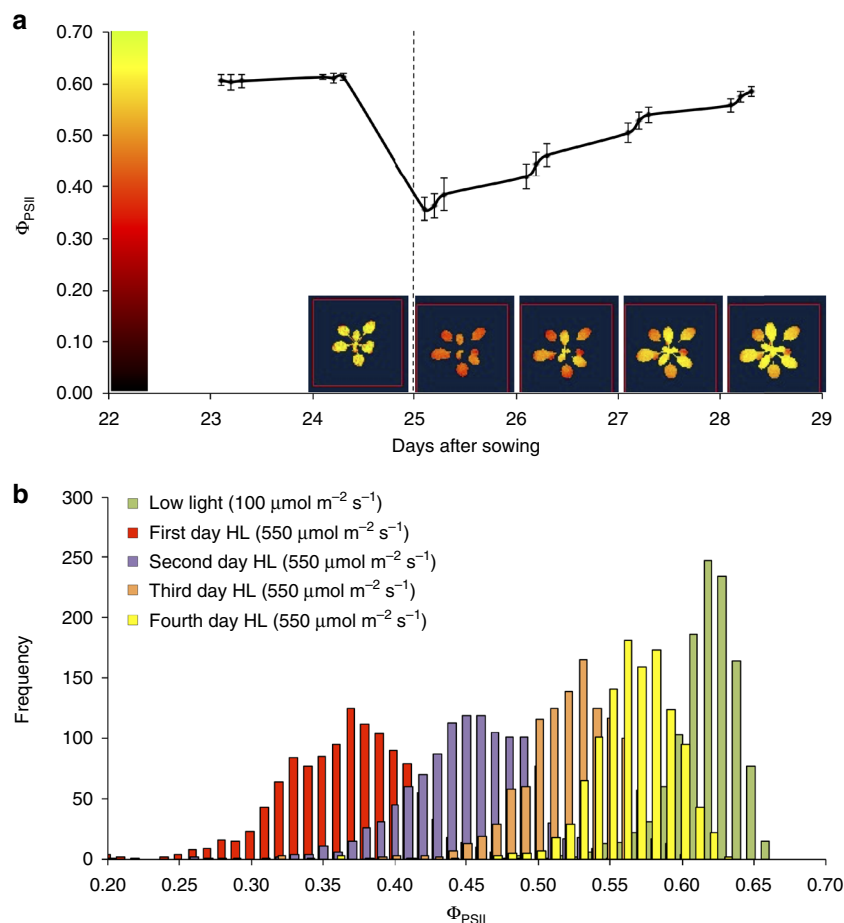 a
0.70
0.60
0.50
0.40
0.30
0.20
0.10
0.00
Φ_PSII
22 23 24 25 26 27 28 29
Days after sowing
b
300
250
200
150
100
50
0
Frequency
Low light (100 μmol m⁻² s⁻¹)
First day HL (550 μmol m⁻² s⁻¹)
Second day HL (550 μmol m⁻² s⁻¹)
Third day HL (550 μmol m⁻² s⁻¹)
Fourth day HL (550 μmol m⁻² s⁻¹)
0.20 0.25 0.30 0.35 0.40 0.45 0.50 0.55 0.60 0.65 0.70
Φ_PSII